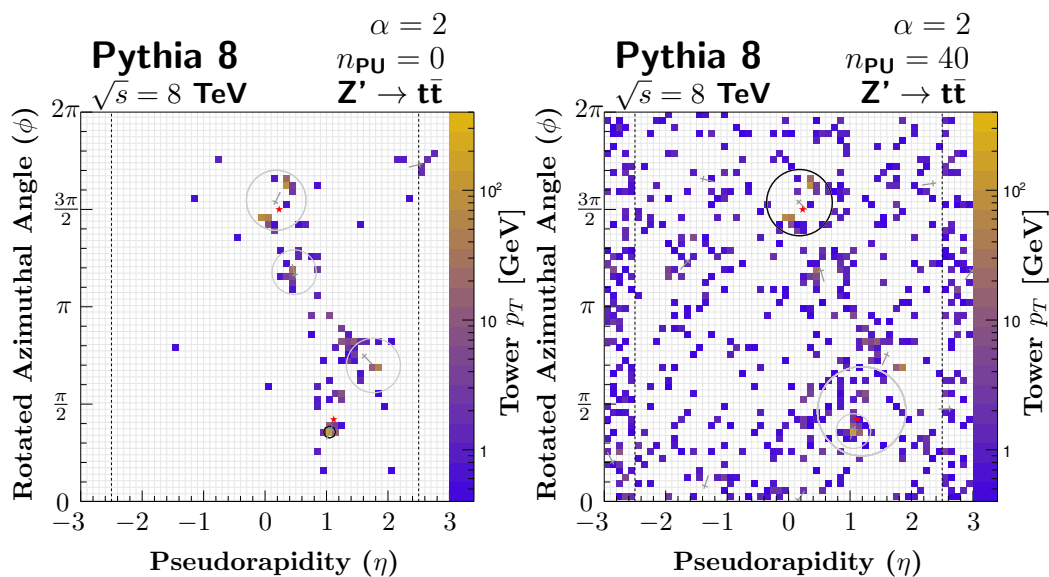 α = 2
Pythia 8
n_PU = 0
√s = 8 TeV
Z' → tt̄
2π
3π/2
π
π/2
0
Rotated Azimuthal Angle (ϕ)
−3 −2 −1 0 1 2 3
Pseudorapidity (η)
10²
10
1
Tower p_T [GeV]
α = 2
Pythia 8
n_PU = 40
√s = 8 TeV
Z' → tt̄
2π
3π/2
π
π/2
0
Rotated Azimuthal Angle (ϕ)
−3 −2 −1 0 1 2 3
Pseudorapidity (η)
10²
10
1
Tower p_T [GeV]